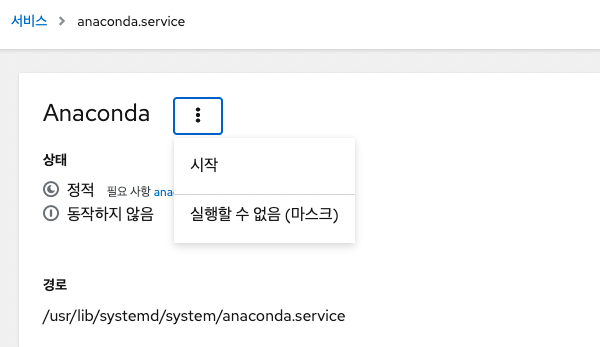 서비스 > anaconda.service
Anaconda
시작
실행할 수 없음 (마스크)
상태
정적 필요 사항
동작하지 않음
경로
/usr/lib/systemd/system/anaconda.service